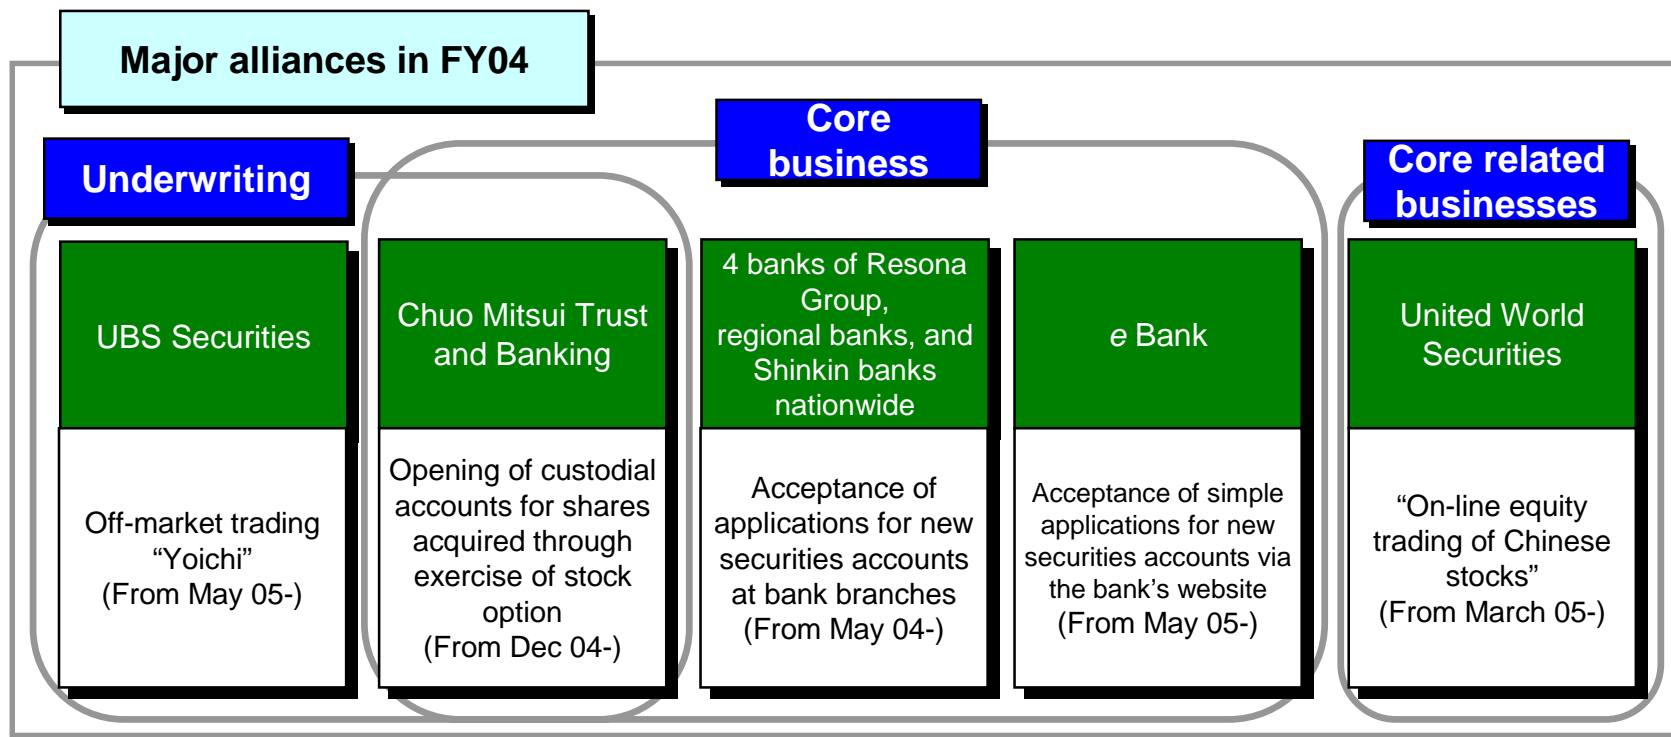 Major alliances in FY04
Underwriting
Core
business
Core related
businesses
UBS Securities
Off-market trading
“Yoichi”
(From May 05-)
Chuo Mitsui Trust
and Banking
Opening of custodial
accounts for shares
acquired through
exercise of stock
option
(From Dec 04-)
4 banks of Resona
Group,
regional banks, and
Shinkin banks
nationwide
Acceptance of
applications for new
securities accounts
at bank branches
(From May 04-)
e Bank
Acceptance of simple
applications for new
securities accounts via
the bank’s website
(From May 05-)
United World
Securities
“On-line equity
trading of Chinese
stocks”
(From March 05-)